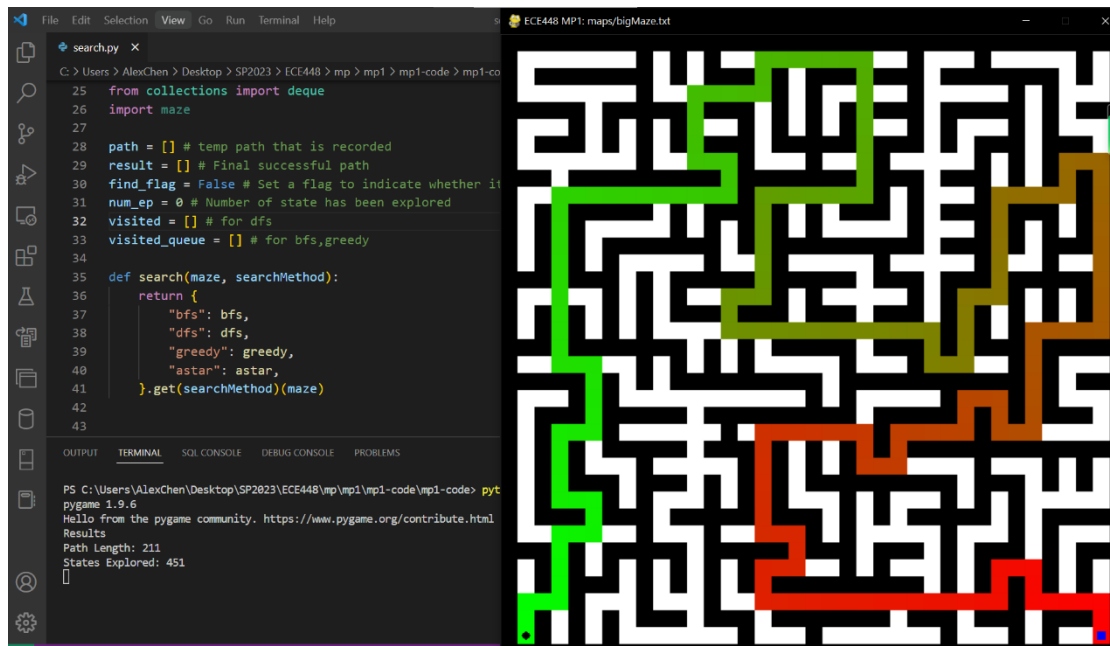 File Edit Selection View Go Run Terminal Help
search.py
C: > Users > AlexChen > Desktop > SP2023 > ECE448 > mp > mp1 > mp1-code > mp1-co
25 from collections import deque
26 import maze
27
28 path = [] # temp path that is recorded
29 result = [] # Final successful path
30 find_flag = False # Set a flag to indicate whether it
31 num_ep = 0 # Number of state has been explored
32 visited = [] # for dfs
33 visited_queue = [] # for bfs,greedy
34
35 def search(maze, searchMethod):
36 return {
37 "bfs": bfs,
38 "dfs": dfs,
39 "greedy": greedy,
40 "astar": astar,
41 }.get(searchMethod)(maze)
42
43
OUTPUT TERMINAL SQL CONSOLE DEBUG CONSOLE PROBLEMS
PS C:\Users\AlexChen\Desktop\SP2023\ECE448\mp\mp1\mp1-code\mp1-code> pyt
pygame 1.9.6
Hello from the pygame community. https://www.pygame.org/contribute.html
Results
Path Length: 211
States Explored: 451
ECE448 MP1: maps/bigMaze.txt